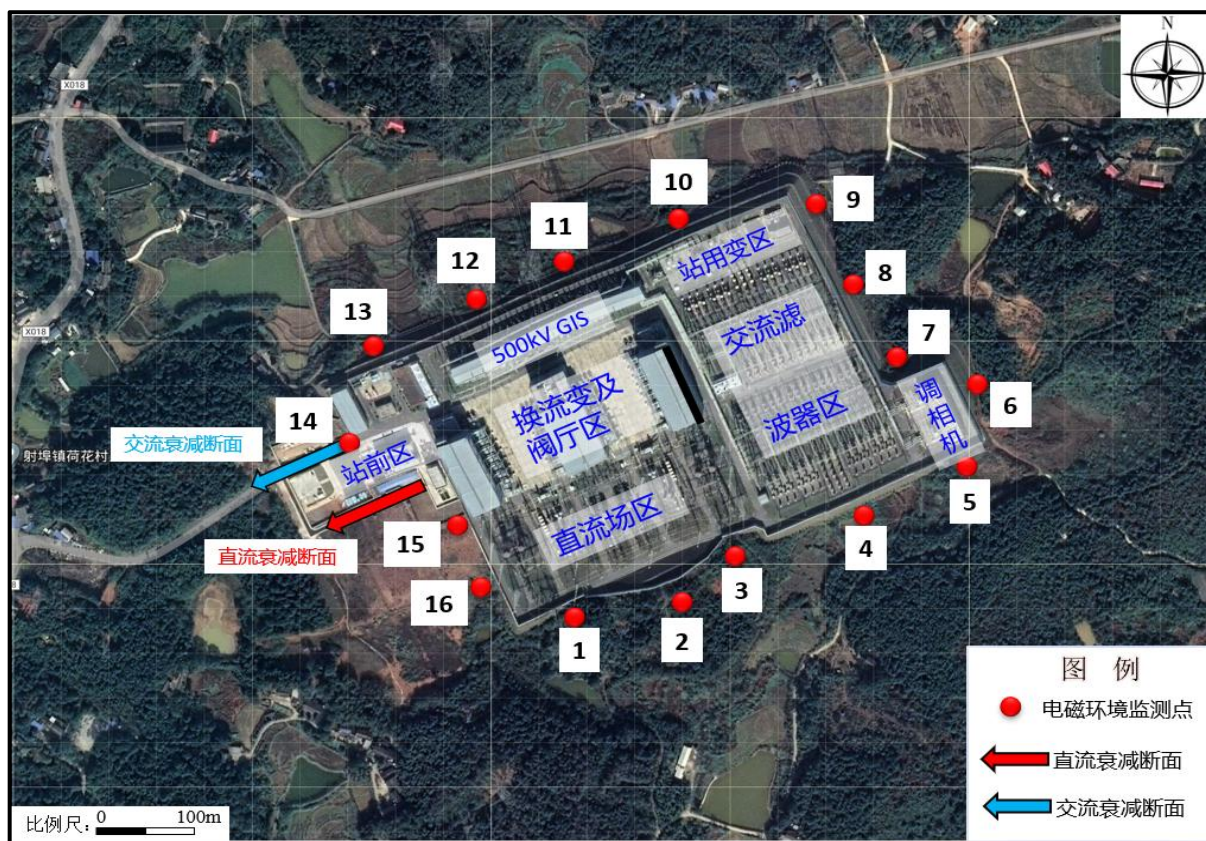 N
X018
10
9
11
站用变区
8
12
500kV GIS
交流滤
13
7
X018
换流变及
阀厅区
波器区
调
相
机
6
14
交流衰减断面
射埠镇荷花村
站前区
直流场区
5
15
直流衰减断面
4
3
16
2
1
图 例
电磁环境监测点
直流衰减断面
交流衰减断面
比例尺: 0 100m